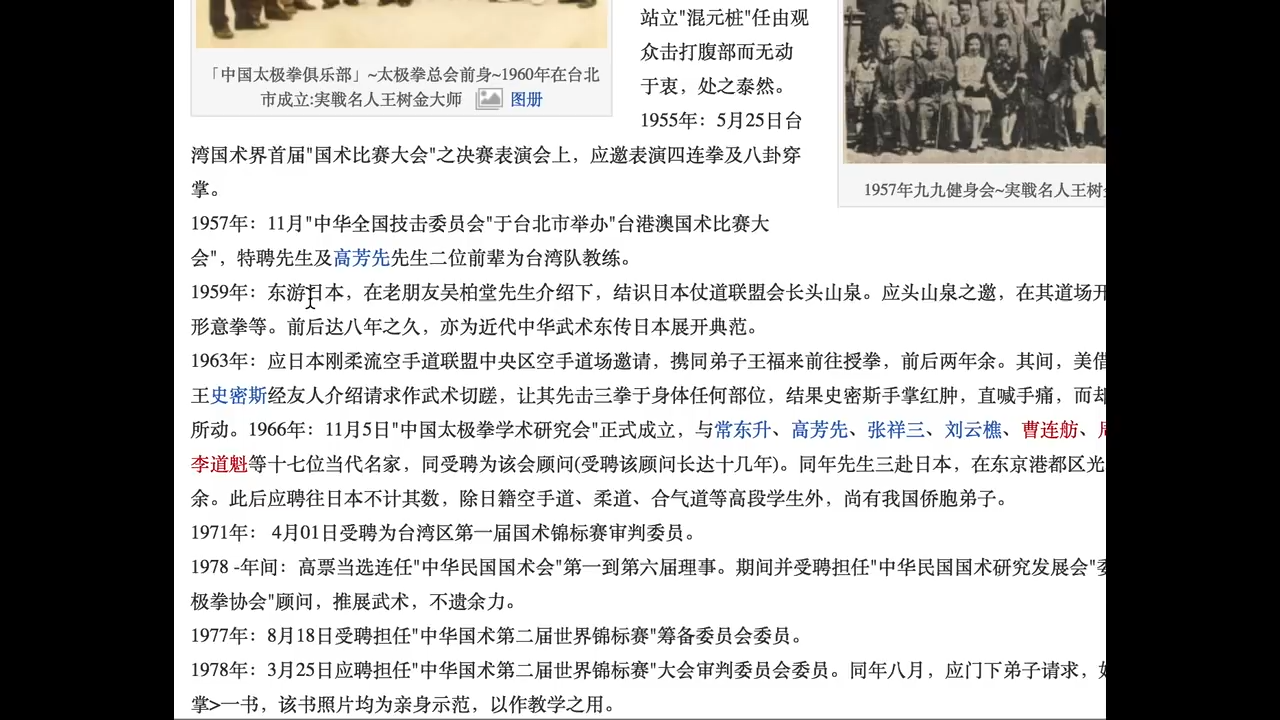 站立"混元桩"任由观
众击打腹部而无动
于衷，处之泰然。
「中国太极拳俱乐部」~太极拳总会前身~1960年在台北
市成立:実戦名人王树金大师 图册
1955年：5月25日台
湾国术界首届"国术比赛大会"之决赛表演会上，应邀表演四连拳及八卦穿
掌。
1957年九九健身会~実戦名人王树
1957年：11月"中华全国技击委员会"于台北市举办"台港澳国术比赛大
会"，特聘先生及高芳先先生二位前辈为台湾队教练。
1959年：东游日本，在老朋友吴柏堂先生介绍下，结识日本仗道联盟会长头山泉。应头山泉之邀，在其道场开
形意拳等。前后达八年之久，亦为近代中华武术东传日本展开典范。
1963年：应日本刚柔流空手道联盟中央区空手道场邀请，携同弟子王福来前往授拳，前后两年余。其间，美借
王史密斯经友人介绍请求作武术切蹉，让其先击三拳于身体任何部位，结果史密斯手掌红肿，直喊手痛，而却
所动。1966年：11月5日"中国太极拳学术研究会"正式成立，与常东升、高芳先、张祥三、刘云樵、曹连舫、
李道魁等十七位当代名家，同受聘为该会顾问(受聘该顾问长达十几年)。同年先生三赴日本，在东京港都区光
余。此后应聘往日本不计其数，除日籍空手道、柔道、合气道等高段学生外，尚有我国侨胞弟子。
1971年： 4月01日受聘为台湾区第一届国术锦标赛审判委员。
1978 -年间：高票当选连任"中华民国国术会"第一到第六届理事。期间并受聘担任"中华民国国术研究发展会"委
极拳协会"顾问，推展武术，不遗余力。
1977年：8月18日受聘担任"中华国术第二届世界锦标赛"筹备委员会委员。
1978年：3月25日应聘担任"中华国术第二届世界锦标赛"大会审判委员会委员。同年八月，应门下弟子请求，
掌>一书，该书照片均为亲身示范，以作教学之用。